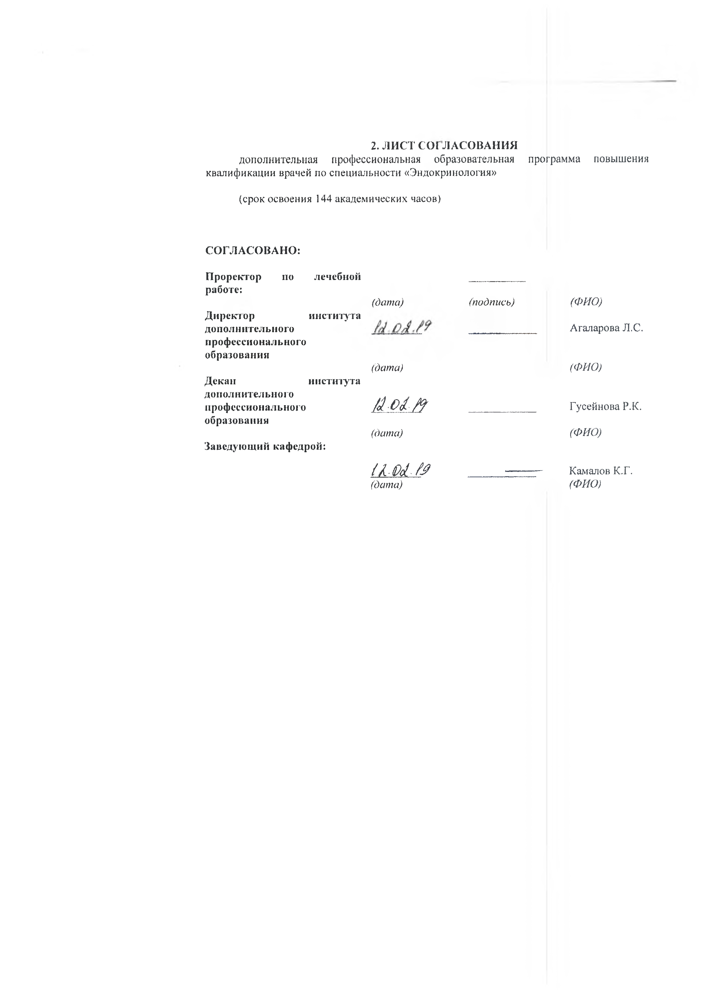 2. ЛИСТ СОГЛАСОВАНИЯ
дополнительная профессиональная образовательная программа повышения
квалификации врачей по специальности «Эндокринология»
(срок освоения 144 академических часов)
СОГЛАСОВАНО:
Проректор по лечебной
работе:
(дата) (подпись) (ФИО)
Директор института
дополнительного 12.02.19 Агаларова Л.С.
профессионального
образования
(дата) (ФИО)
Декан института
дополнительного
профессионального 12.02.19 Гусейнова Р.К.
образования
(дата) (ФИО)
Заведующий кафедрой:
12.02.19 Камалов К.Г.
(дата) (ФИО)